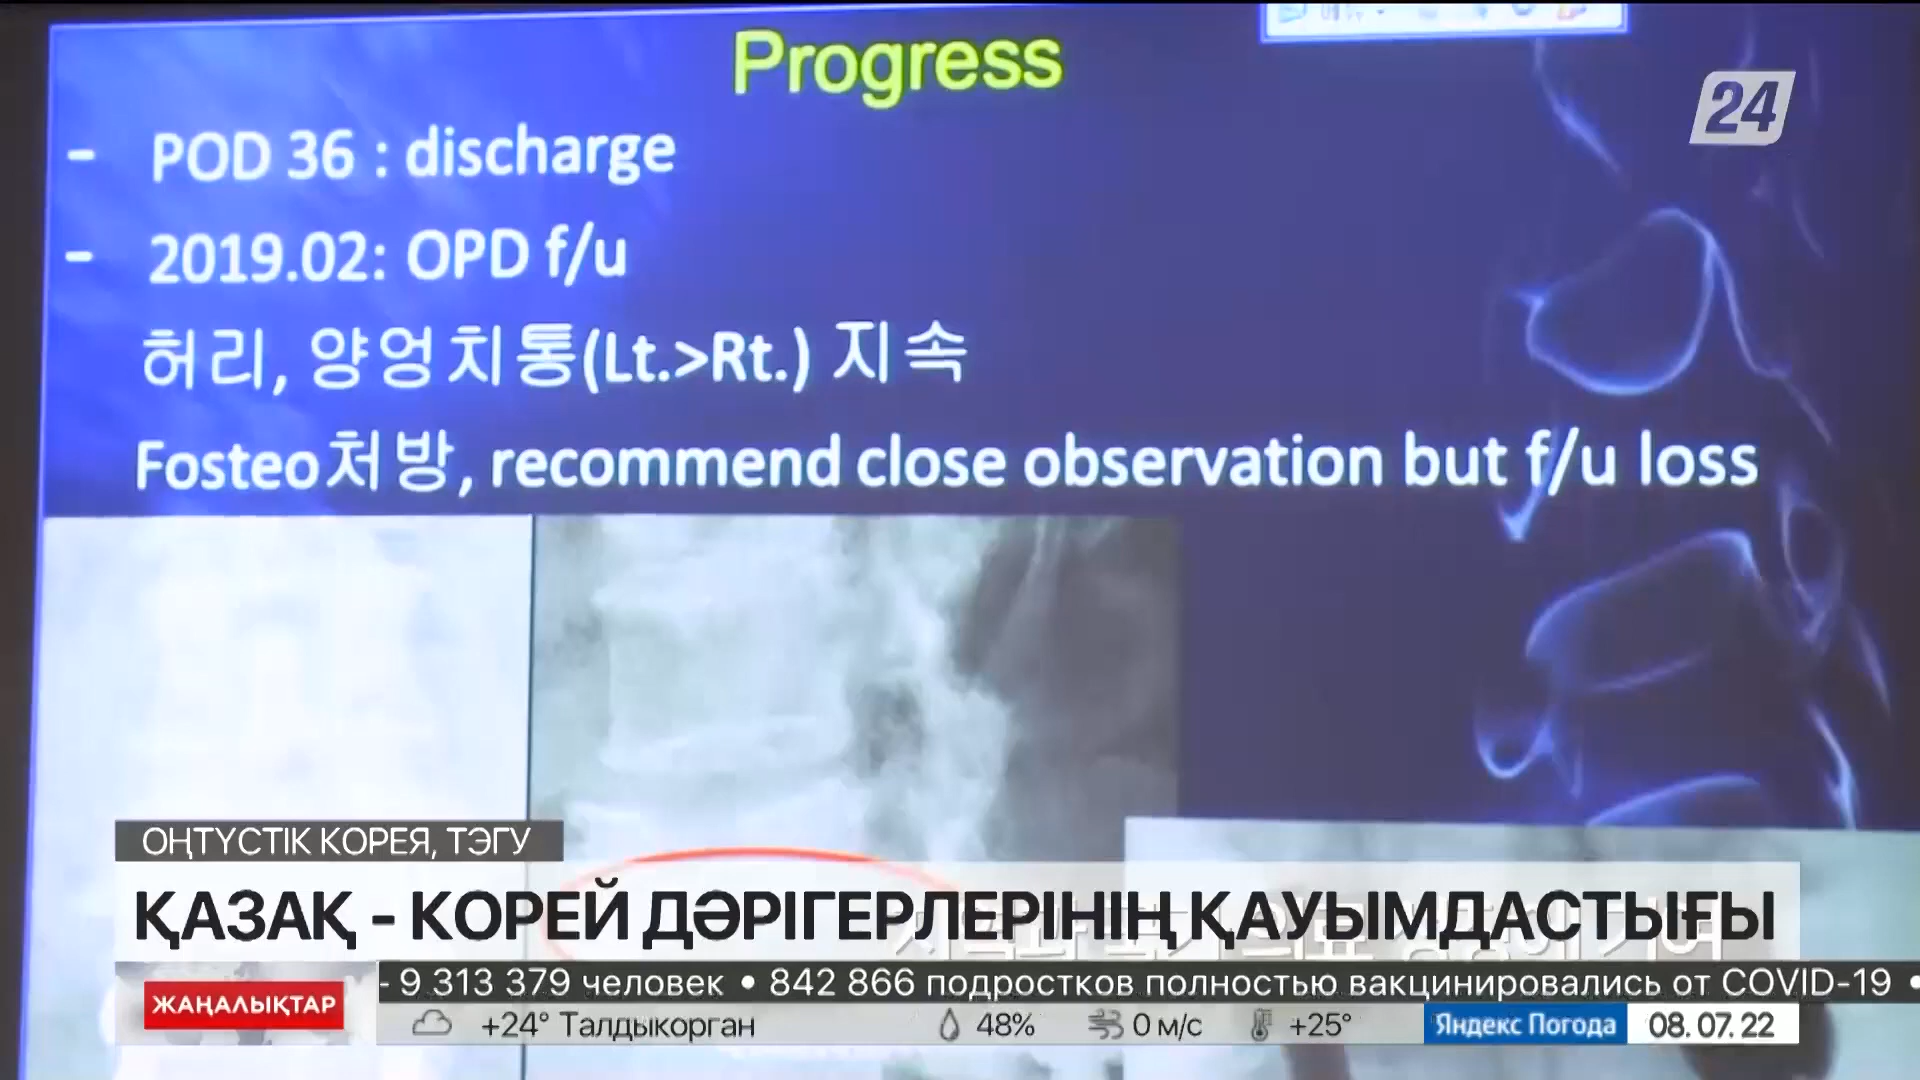 Progress
24
- POD 36 : discharge
- 2019.02: OPD f/u
허리, 양엉치통(Lt.>Rt.) 지속
Fosteo처방, recommend close observation but f/u loss
ОҢТҮСТІК КОРЕЯ, ТЭГУ
ҚАЗАҚ - КОРЕЙ ДӘРІГЕРЛЕРІНІҢ ҚАУЫМДАСТЫҒЫ
ЖАҢАЛЫҚТАР
- 9 313 379 человек • 842 866 подростков полностью вакцинировались от COVID-19 •
+24° Талдыкорган 48% 0 м/с +25° Яндекс Погода 08. 07. 22